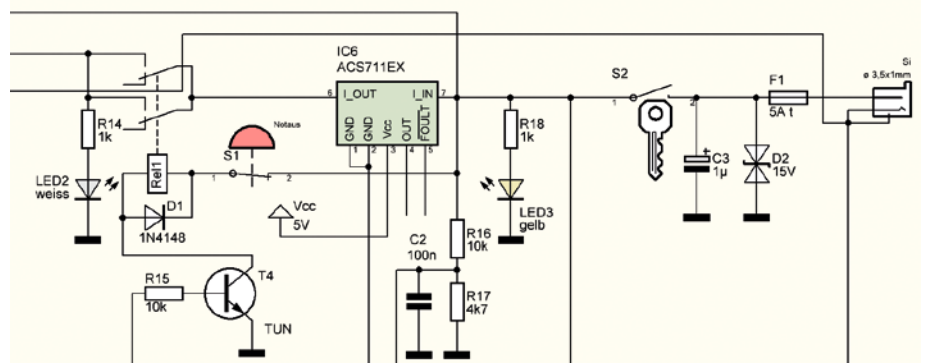 IC6
ACS711EX
6
I_OUT
I_IN
7
GND
GND
Vcc
OUT
FOULT
1
2
3
4
5
S2
1
2
F1
5A t
Si
ø 3,5x1mm
R14
1k
LED2
weiss
Rel1
D1
1N4148
Notaus
S1
1
2
Vcc
5V
R18
1k
LED3
gelb
C3
1µ
+
D2
15V
R16
10k
C2
100n
R17
4k7
R15
10k
T4
TUN